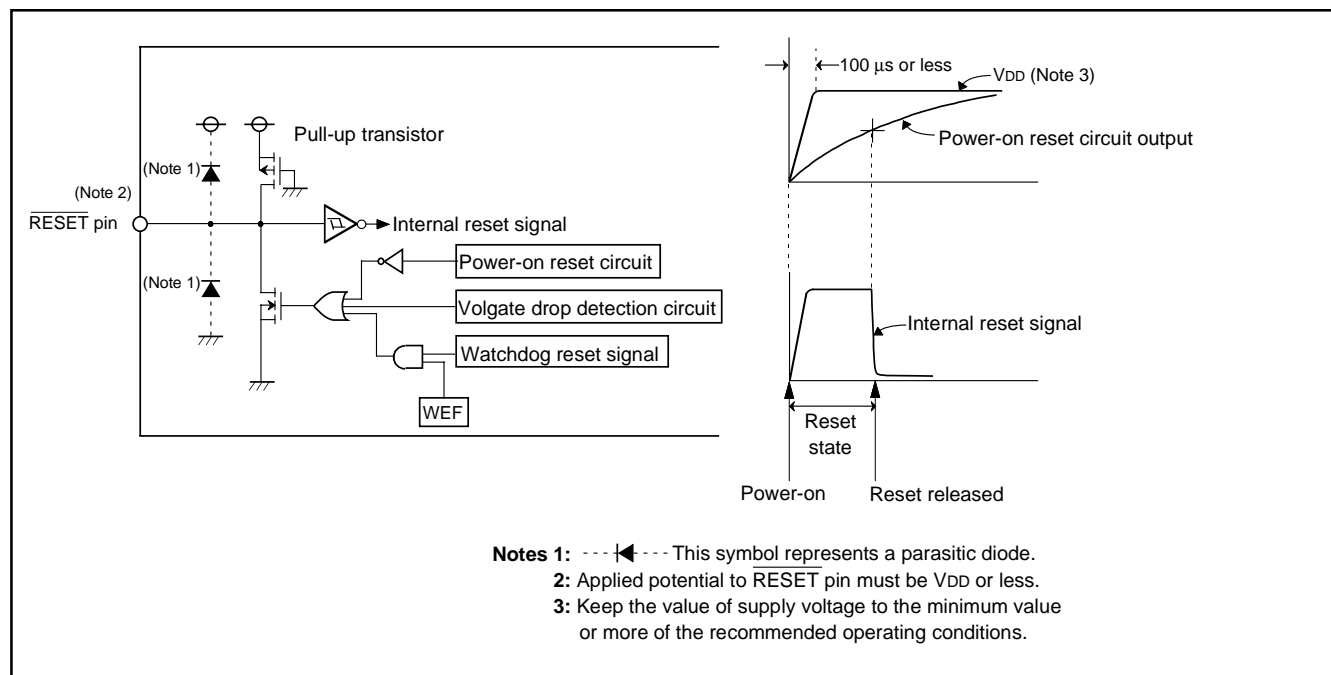 Pull-up transistor
(Note 1)
(Note 2)
RESET pin
Internal reset signal
Power-on reset circuit
(Note 1)
Volgate drop detection circuit
Watchdog reset signal
WEF
100 μs or less
VDD (Note 3)
Power-on reset circuit output
Internal reset signal
Reset
state
Power-on
Reset released
Notes 1: This symbol represents a parasitic diode.
2: Applied potential to RESET pin must be VDD or less.
3: Keep the value of supply voltage to the minimum value
or more of the recommended operating conditions.